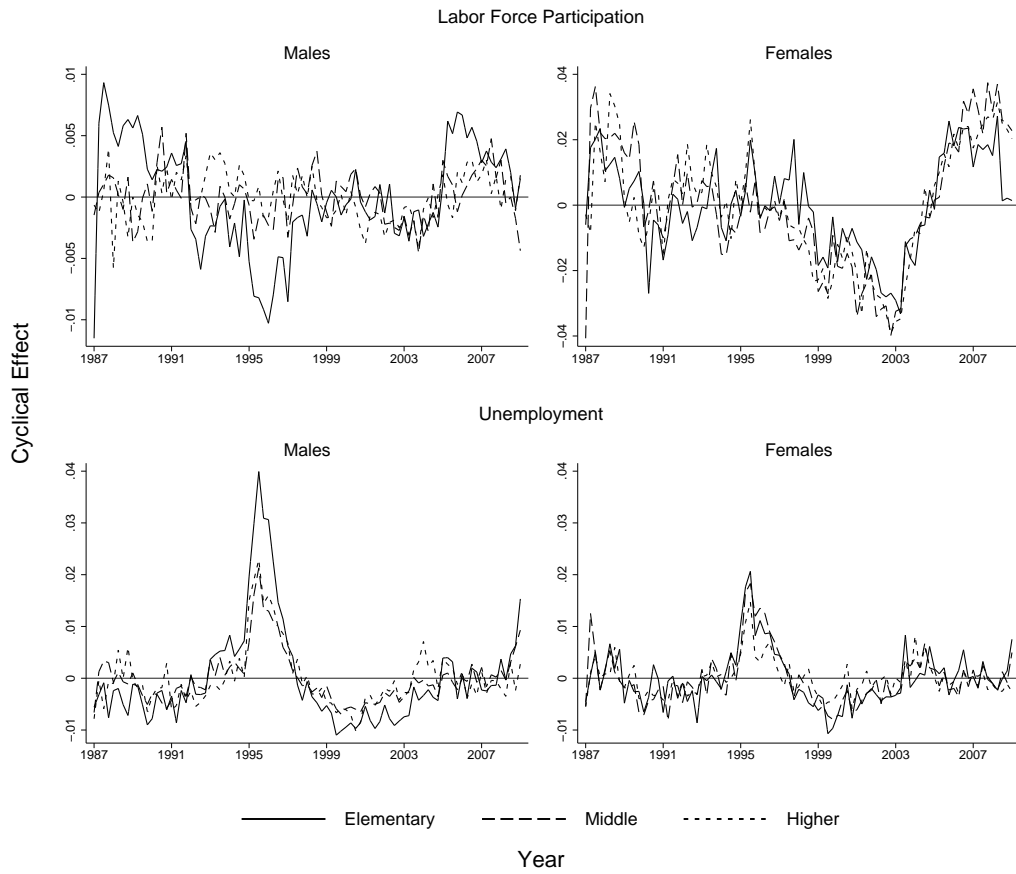 Labor Force Participation
Males
Females
.01
.005
0
-.005
-.01
1987 1991 1995 1999 2003 2007
.04
.02
0
-.02
-.04
1987 1991 1995 1999 2003 2007
Cyclical Effect
Unemployment
Males
Females
.04
.03
.02
.01
0
-.01
1987 1991 1995 1999 2003 2007
.04
.03
.02
.01
0
-.01
1987 1991 1995 1999 2003 2007
Elementary Middle Higher
Year